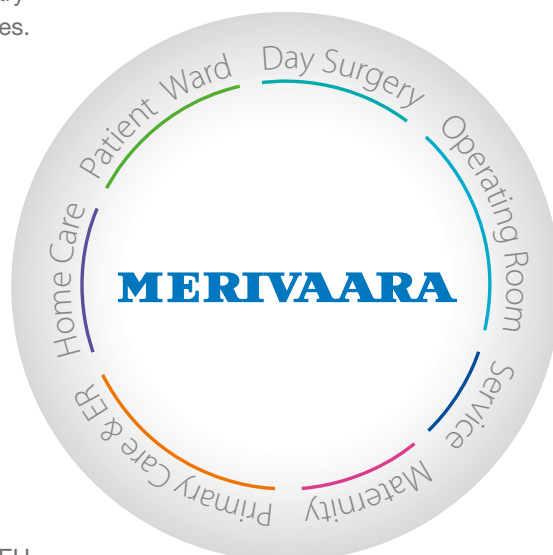 es.
Patient Ward
Day Surgery
Operating Room
Service
Maternity
Primary Care & ER
Home Care
MERIVAARA